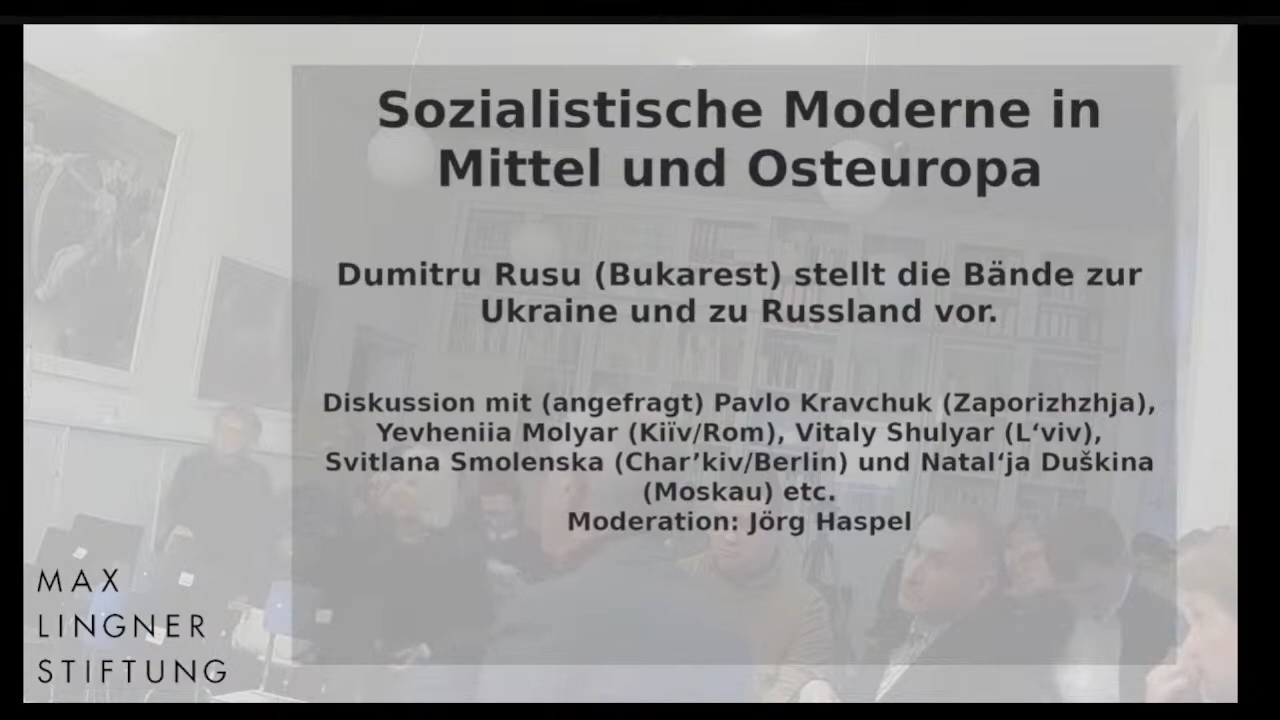 Sozialistische Moderne in
Mittel und Osteuropa
Dumitru Rusu (Bukarest) stellt die Bände zur
Ukraine und zu Russland vor.
Diskussion mit (angefragt) Pavlo Kravchuk (Zaporizhzhja),
Yevheniia Molyar (Kiïv/Rom), Vitaly Shulyar (L‘viv),
Svitlana Smolenska (Char’kiv/Berlin) und Natal‘ja Duškina
(Moskau) etc.
Moderation: Jörg Haspel
MAX
LINGNER
STIFTUNG